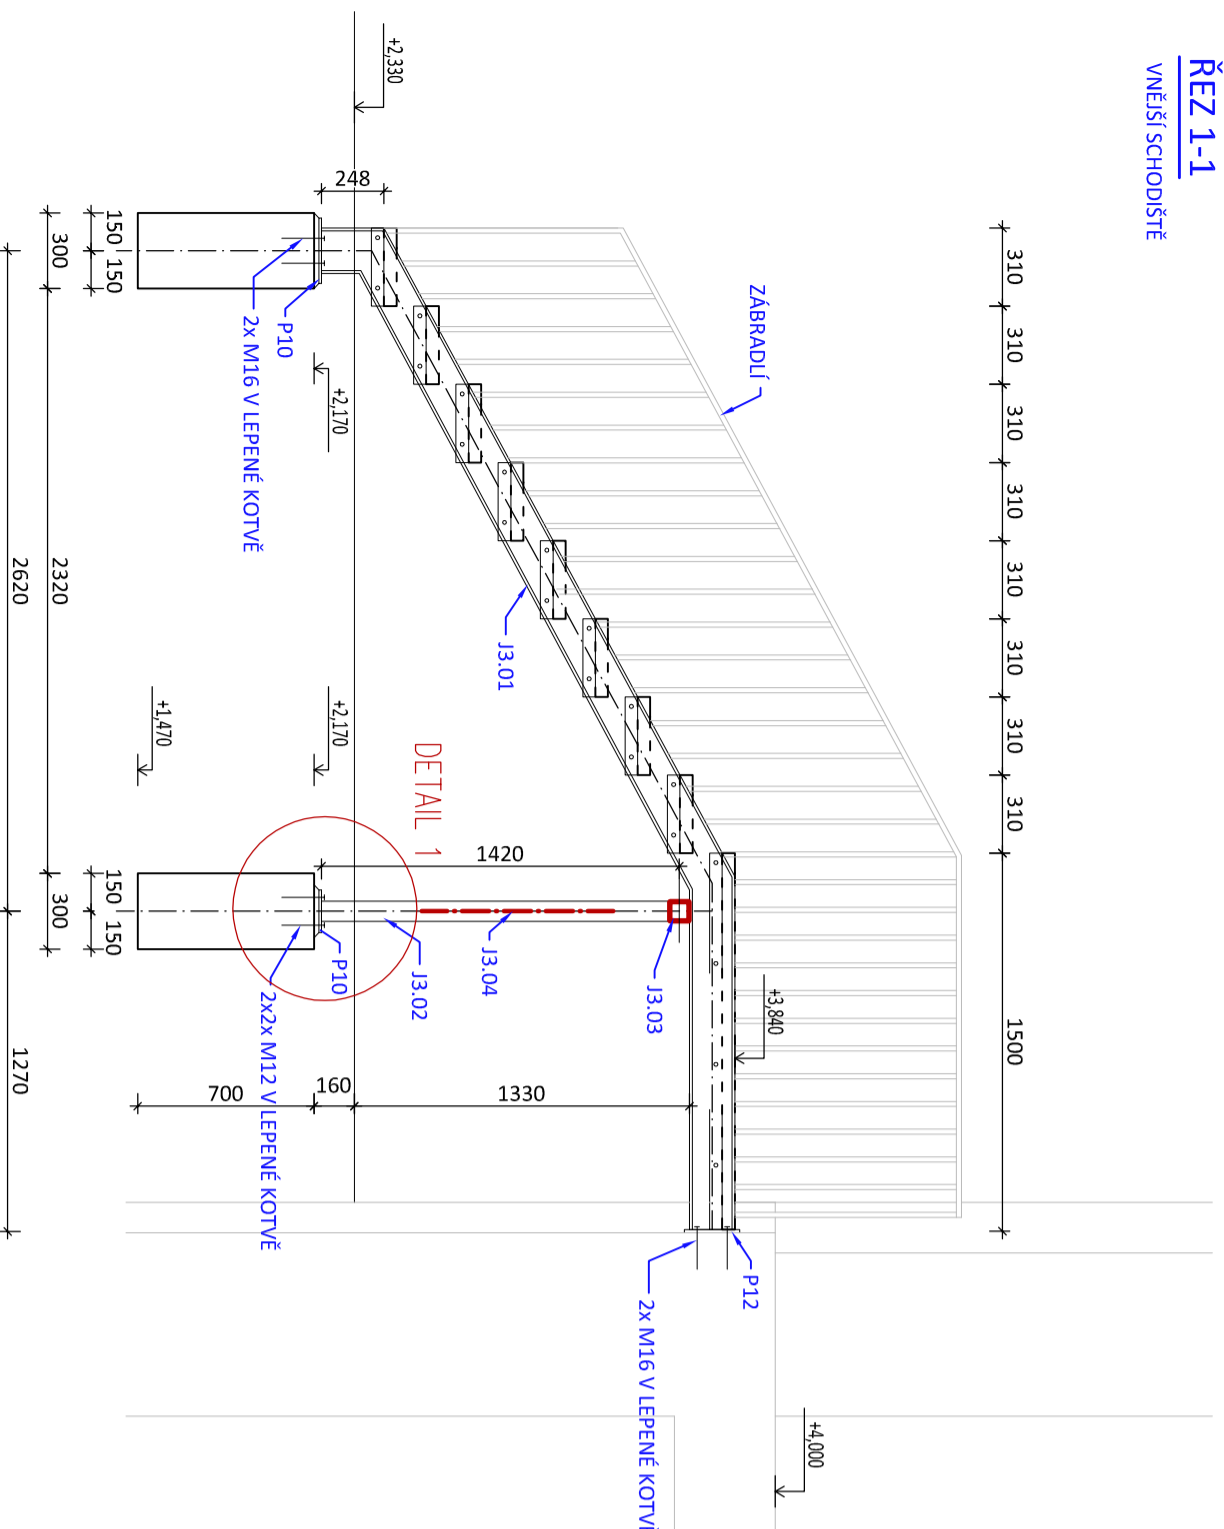 ŘEZ 1-1
VNĚJŠÍ SCHODIŠTĚ
310
310
310
310
310
310
310
310
1500
ZÁBRADLÍ
+2,330
248
+3,840
+4,000
J3.01
J3.03
J3.04
J3.02
DETAIL 1
1420
1330
160
700
P12
2x M16 V LEPENÉ KOTVĚ
P10
2x M16 V LEPENÉ KOTVĚ
+2,170
+2,170
+1,470
P10
2x2x M12 V LEPENÉ KOTVĚ
150
150
150
150
300
2320
300
2620
1270